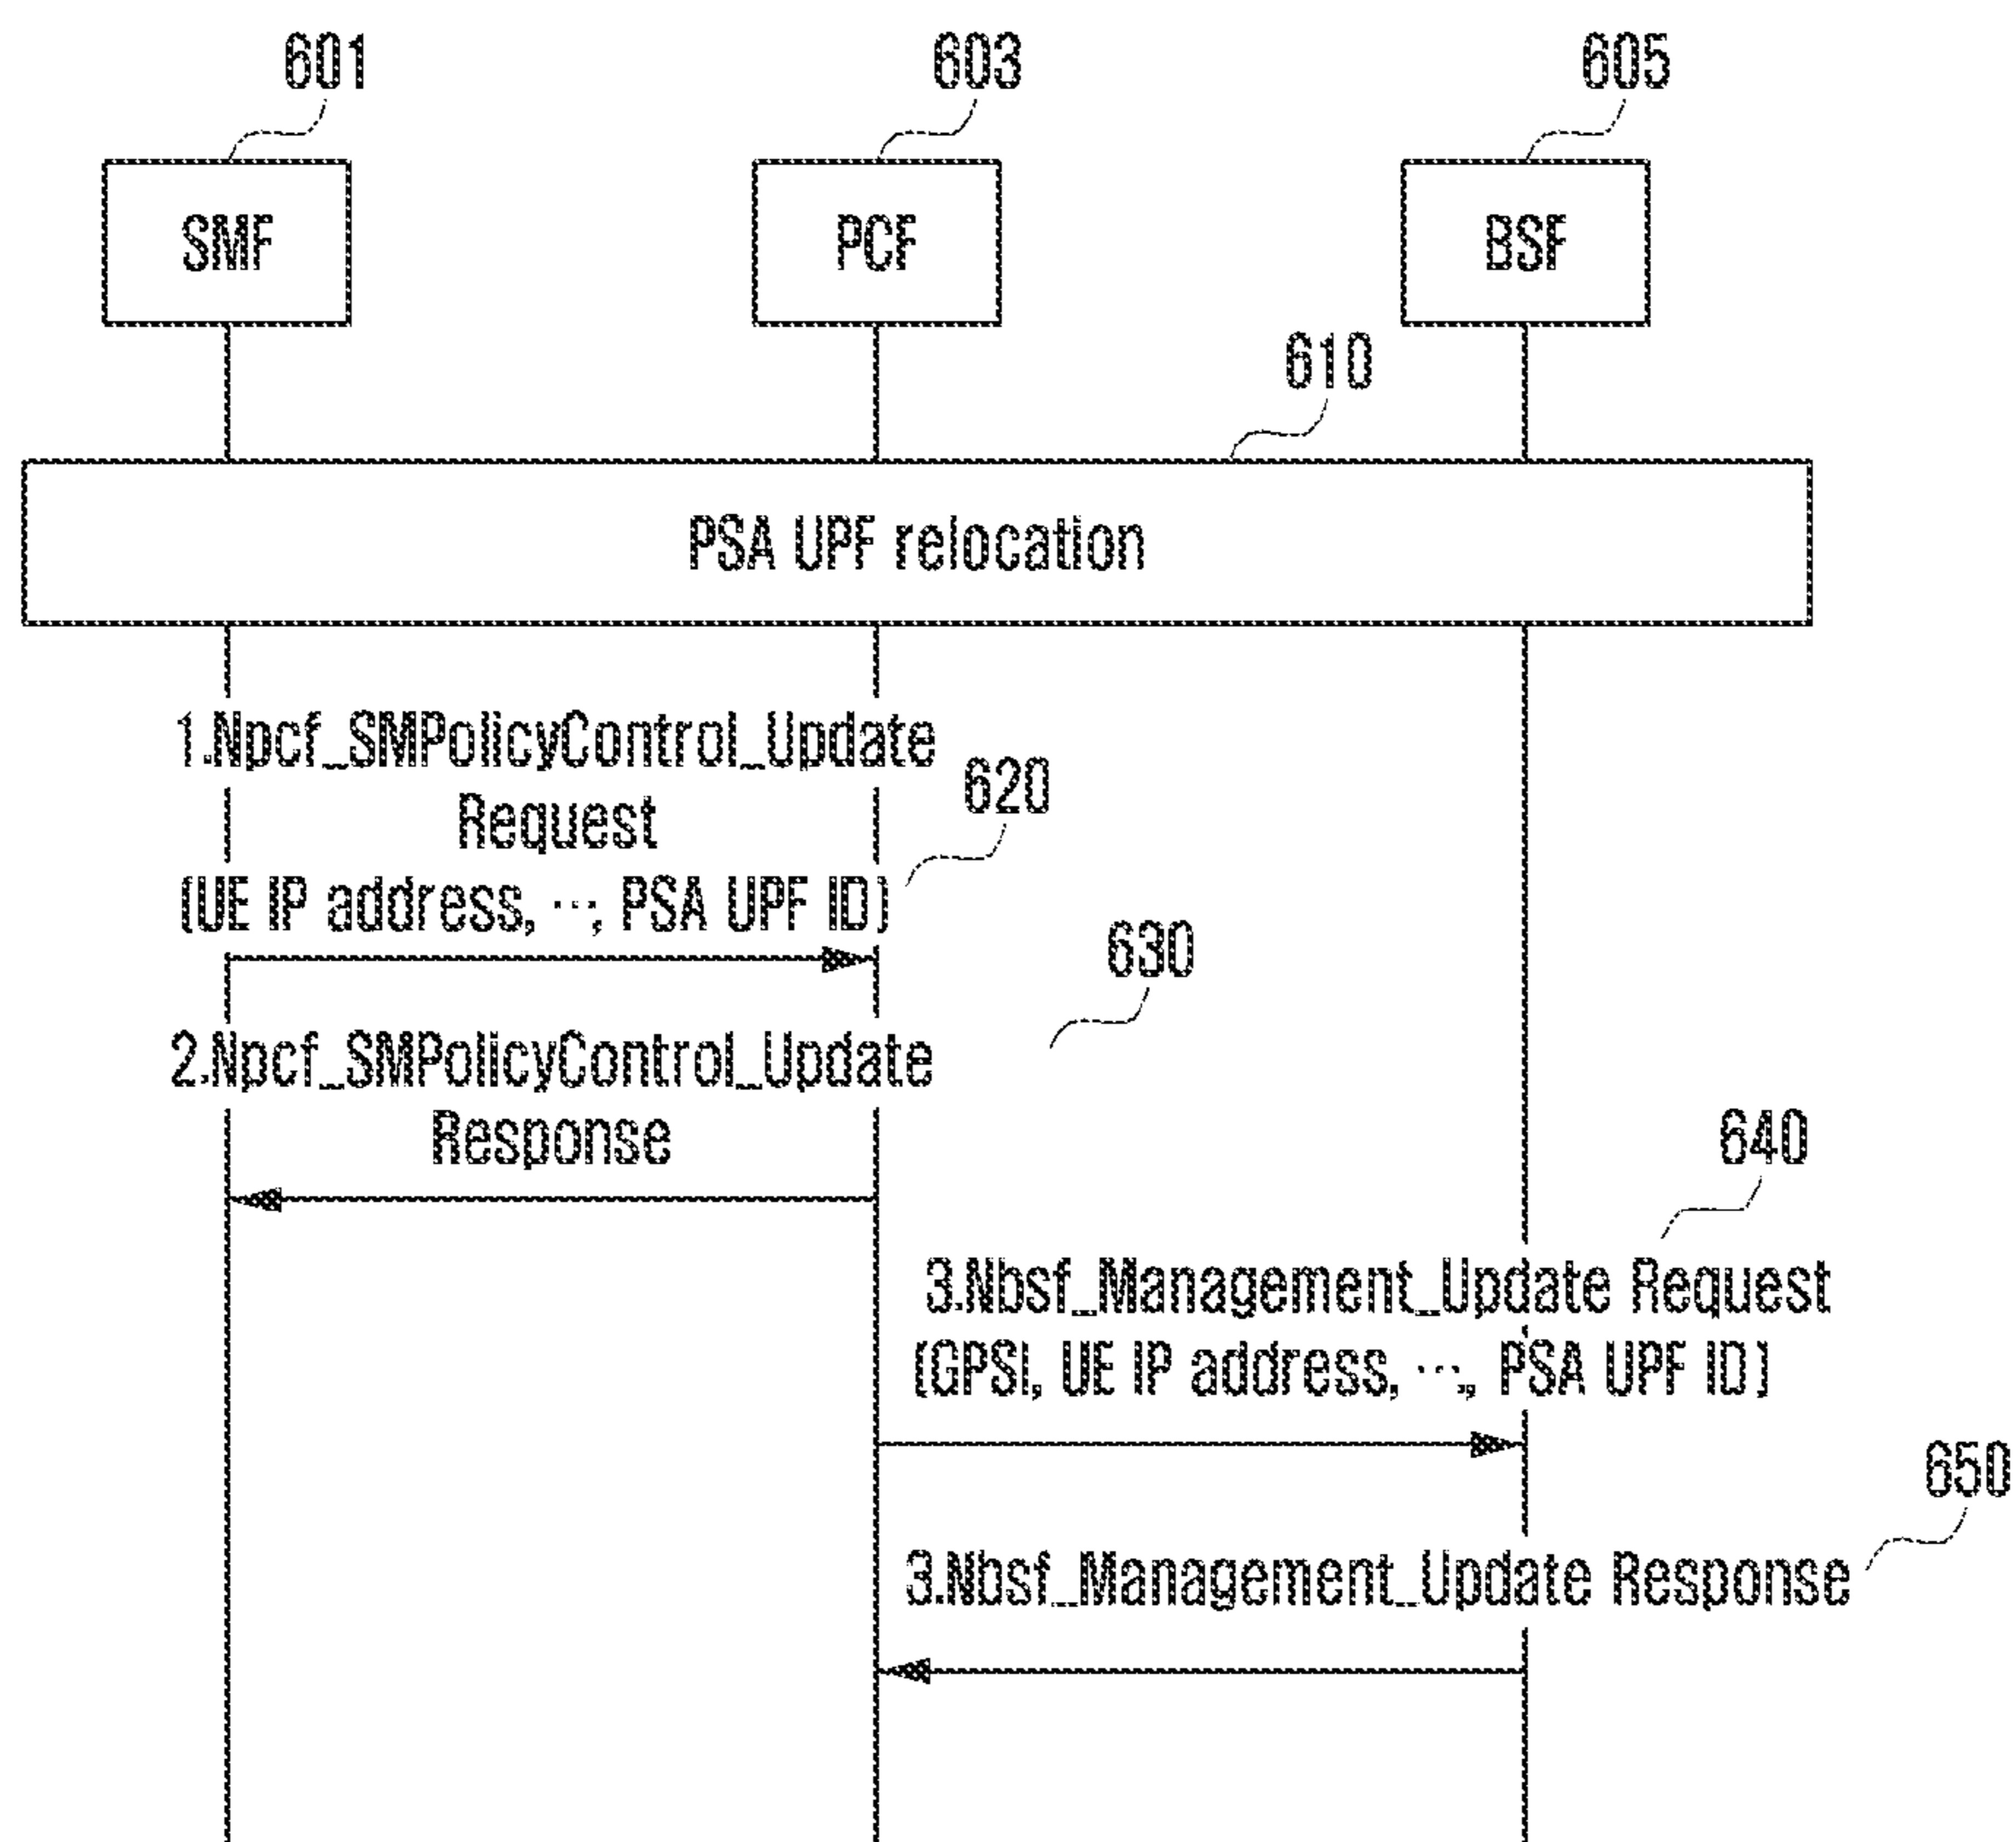 601
603
605
SMF
PCF
BSF
610
PSA UPF relocation
1.Npcf_SMPolicyControl_Update
Request
(UE IP address, ···, PSA UPF ID)
620
630
2.Npcf_SMPolicyControl_Update
Response
640
3.Nbsf_Management_Update Request
(GPSI, UE IP address, ···, PSA UPF ID)
650
3.Nbsf_Management_Update Response